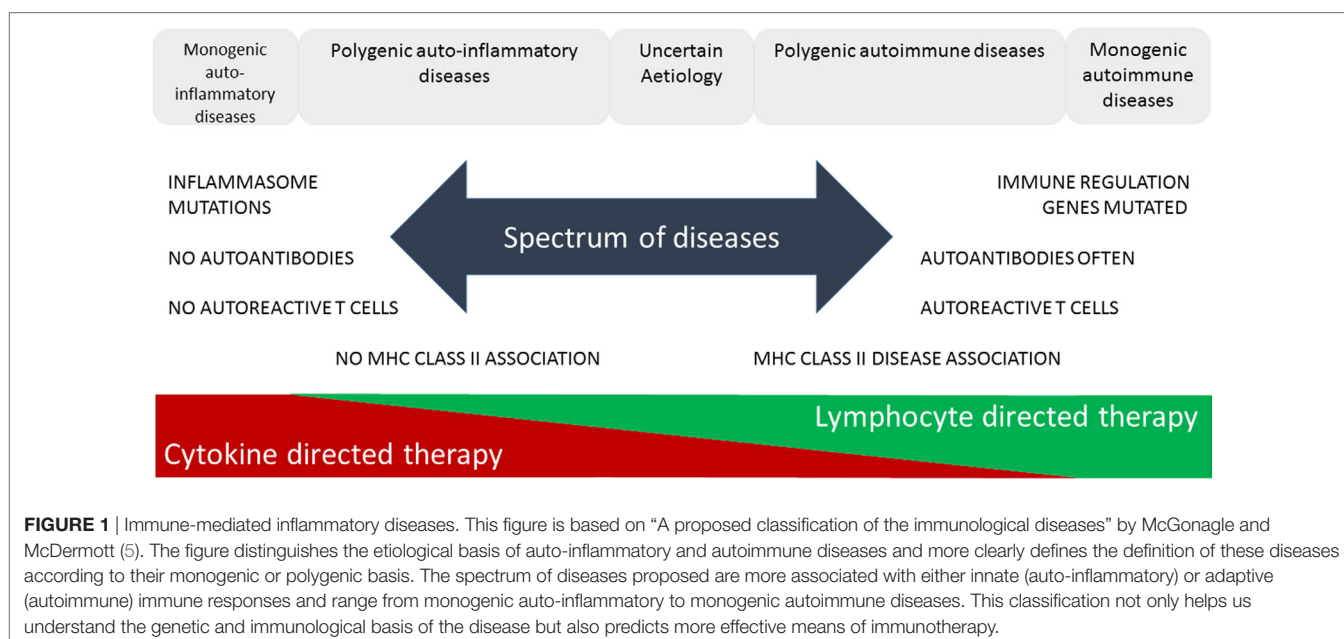 Monogenic
auto-
inflammatory
diseases
Polygenic auto-inflammatory
diseases
Uncertain
Aetiology
Polygenic autoimmune diseases
Monogenic
autoimmune
diseases
INFLAMMASOME
MUTATIONS
IMMUNE REGULATION
GENES MUTATED
Spectrum of diseases
NO AUTOANTIBODIES
AUTOANTIBODIES OFTEN
NO AUTOREACTIVE T CELLS
AUTOREACTIVE T CELLS
NO MHC CLASS II ASSOCIATION
MHC CLASS II DISEASE ASSOCIATION
Lymphocyte directed therapy
Cytokine directed therapy
FIGURE 1 | Immune-mediated inflammatory diseases. This figure is based on “A proposed classification of the immunological diseases” by McGonagle and
McDermott (5). The figure distinguishes the etiological basis of auto-inflammatory and autoimmune diseases and more clearly defines the definition of these diseases
according to their monogenic or polygenic basis. The spectrum of diseases proposed are more associated with either innate (auto-inflammatory) or adaptive
(autoimmune) immune responses and range from monogenic auto-inflammatory to monogenic autoimmune diseases. This classification not only helps us
understand the genetic and immunological basis of the disease but also predicts more effective means of immunotherapy.